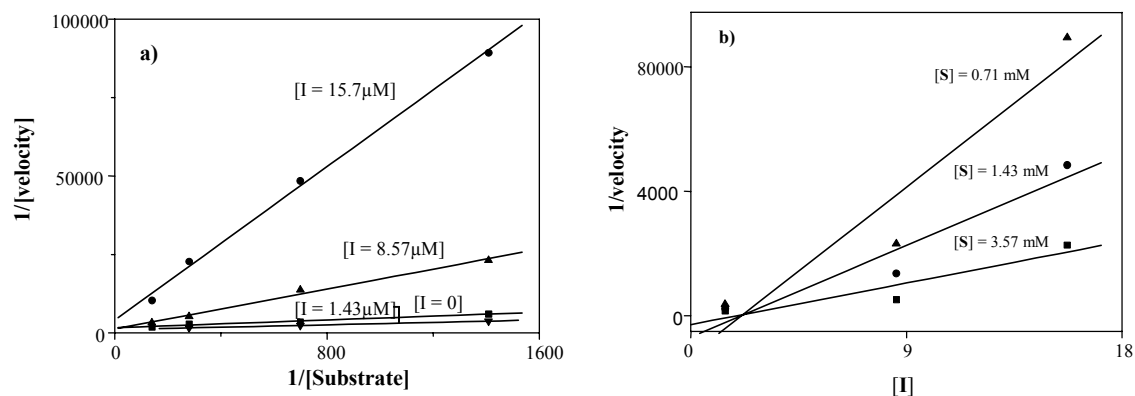 a)
100000
50000
0
1/[velocity]
[I = 15.7µM]
[I = 8.57µM]
[I = 1.43µM]
[I = 0]
0
800
1600
1/[Substrate]
b)
80000
4000
0
1/velocity
[S] = 0.71 mM
[S] = 1.43 mM
[S] = 3.57 mM
0
9
18
[I]